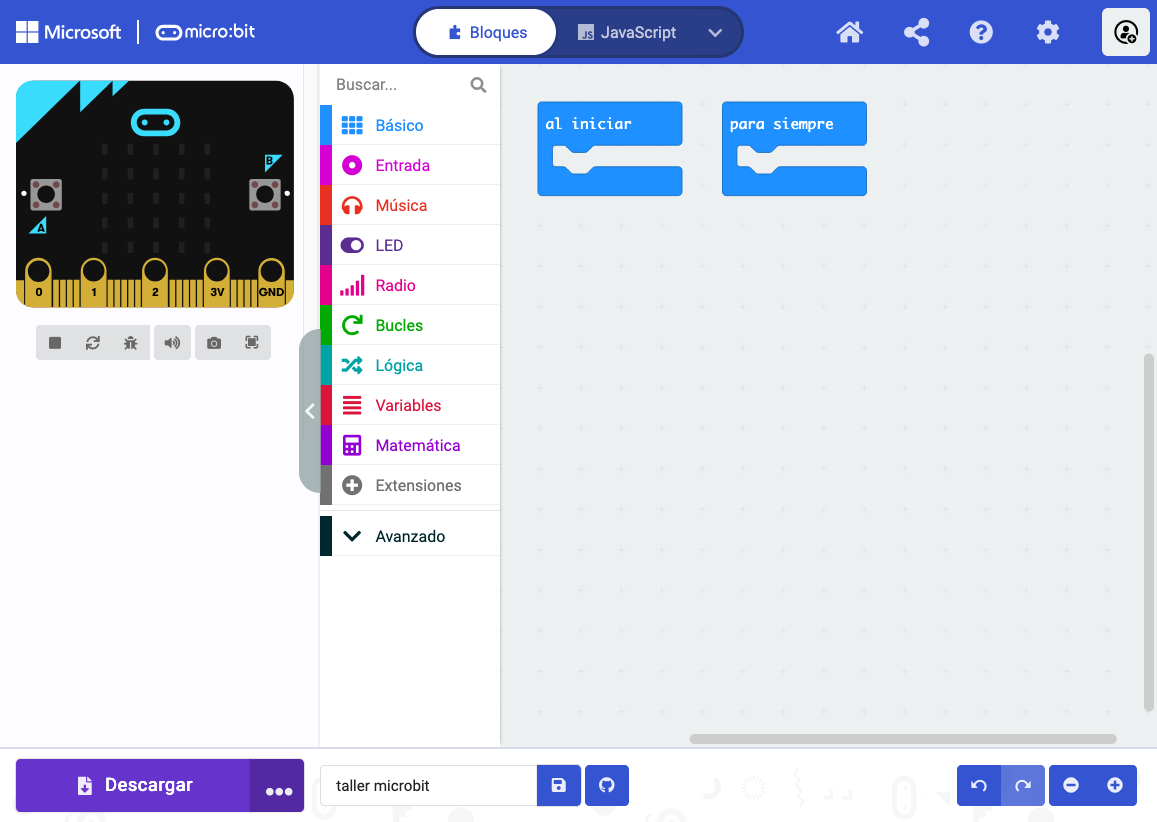 Microsoft
micro:bit
Bloques
JS JavaScript
Buscar...
Básico
Entrada
Música
LED
Radio
Bucles
Lógica
Variables
Matemática
Extensiones
Avanzado
B
A
0 1 2 3V GND
al iniciar
para siempre
Descargar
taller microbit